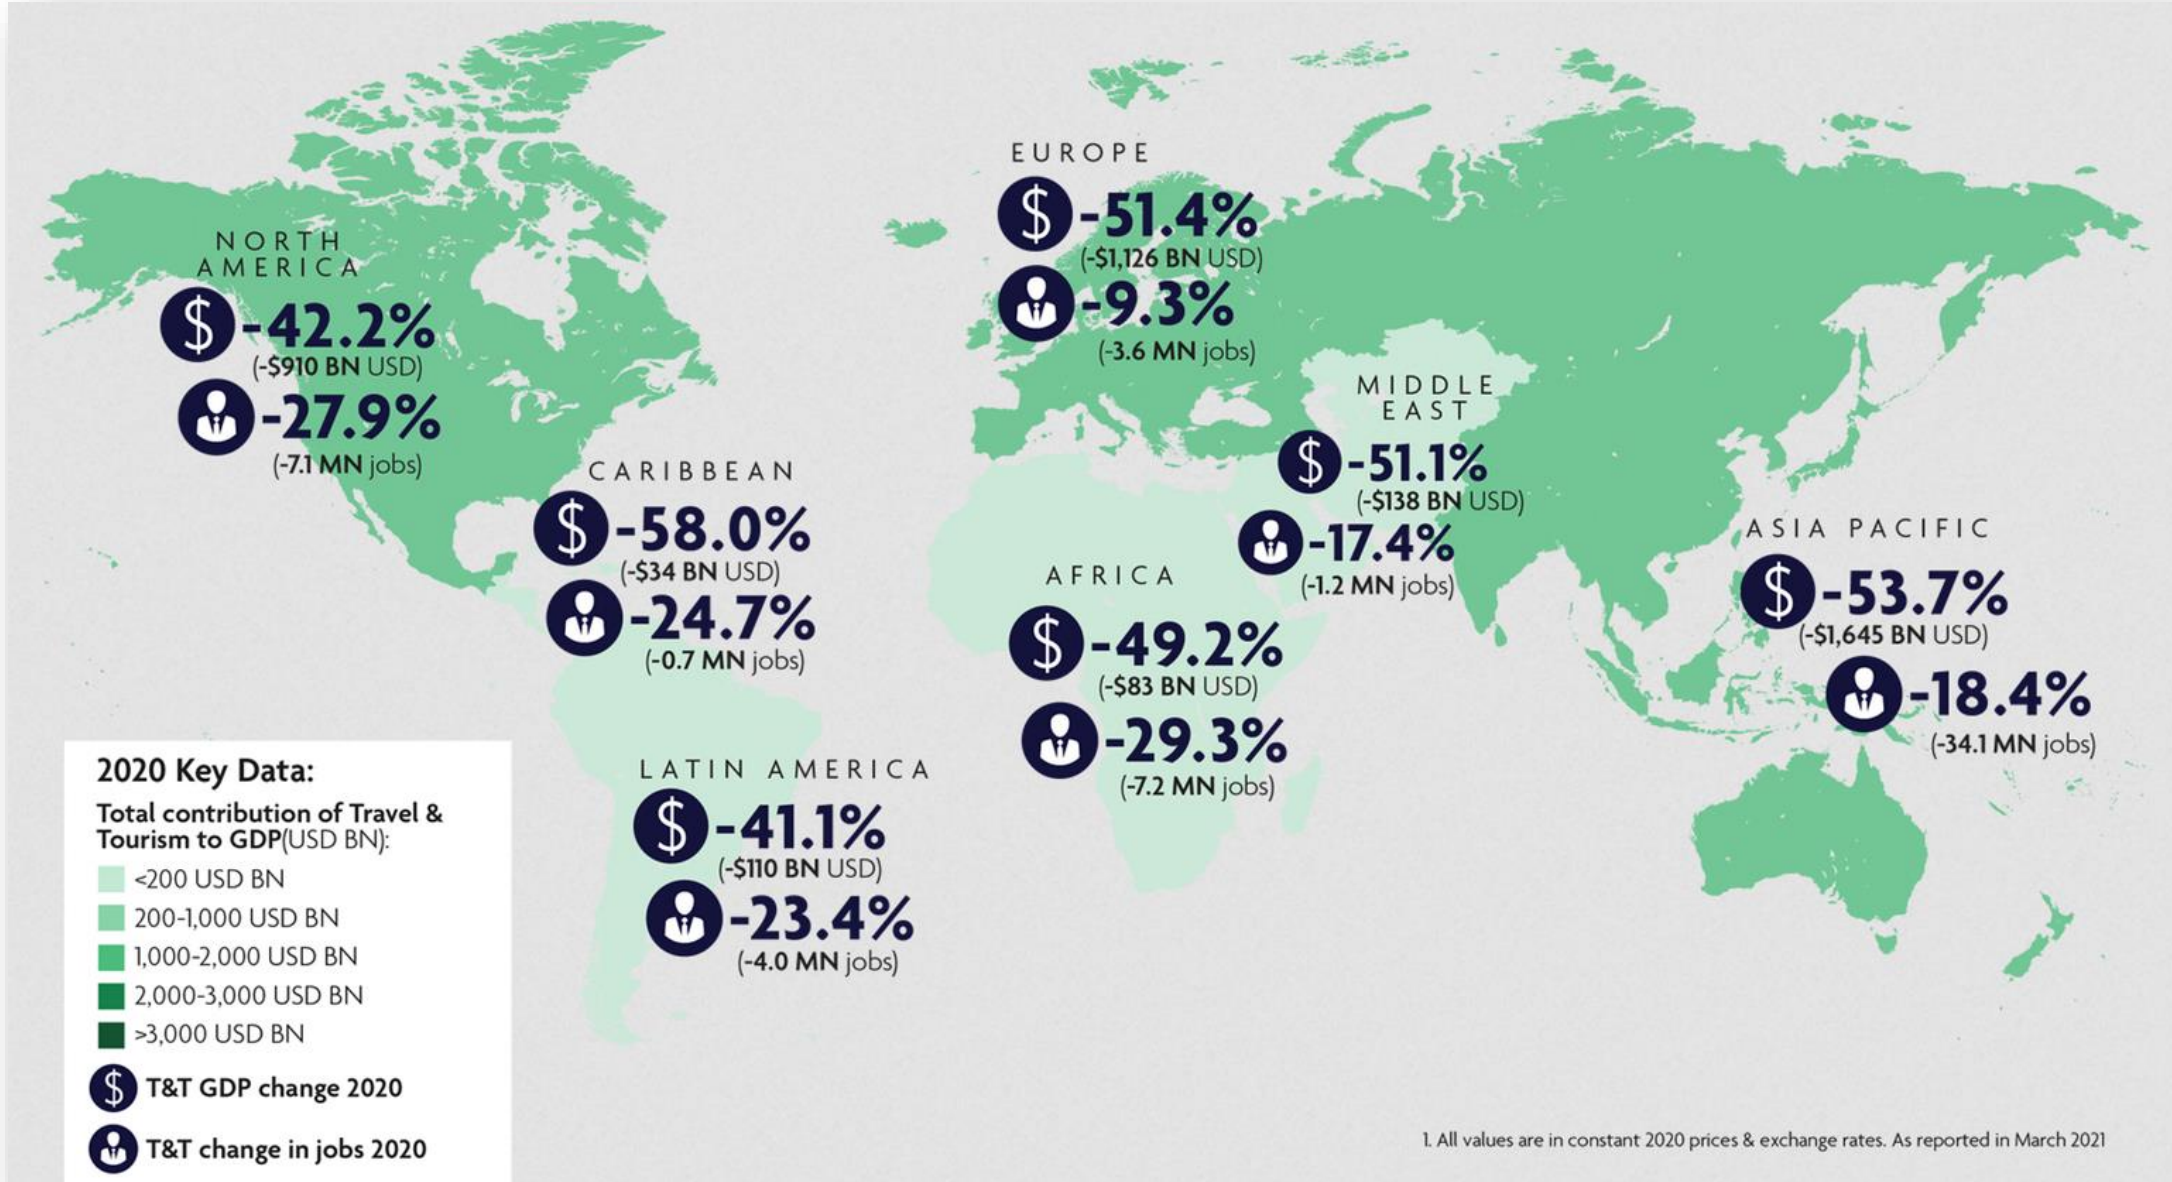 NORTH
AMERICA
$ -42.2%
(-$910 BN USD)
-27.9%
(-7.1 MN jobs)
CARIBBEAN
$ -58.0%
(-$34 BN USD)
-24.7%
(-0.7 MN jobs)
LATIN AMERICA
$ -41.1%
(-$110 BN USD)
-23.4%
(-4.0 MN jobs)
EUROPE
$ -51.4%
(-$1,126 BN USD)
-9.3%
(-3.6 MN jobs)
AFRICA
$ -49.2%
(-$83 BN USD)
-29.3%
(-7.2 MN jobs)
MIDDLE
EAST
$ -51.1%
(-$138 BN USD)
-17.4%
(-1.2 MN jobs)
ASIA PACIFIC
$ -53.7%
(-$1,645 BN USD)
-18.4%
(-34.1 MN jobs)
2020 Key Data:
Total contribution of Travel &
Tourism to GDP(USD BN):
<200 USD BN
200-1,000 USD BN
1,000-2,000 USD BN
2,000-3,000 USD BN
>3,000 USD BN
$ T&T GDP change 2020
T&T change in jobs 2020
1. All values are in constant 2020 prices & exchange rates. As reported in March 2021